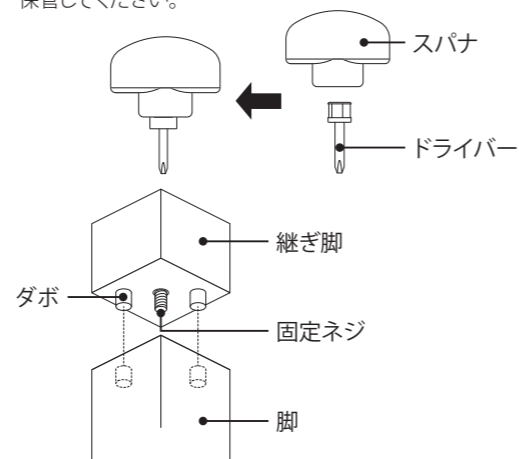 保管してください。
スパナ
ドライバー
継ぎ脚
ダボ
固定ネジ
脚